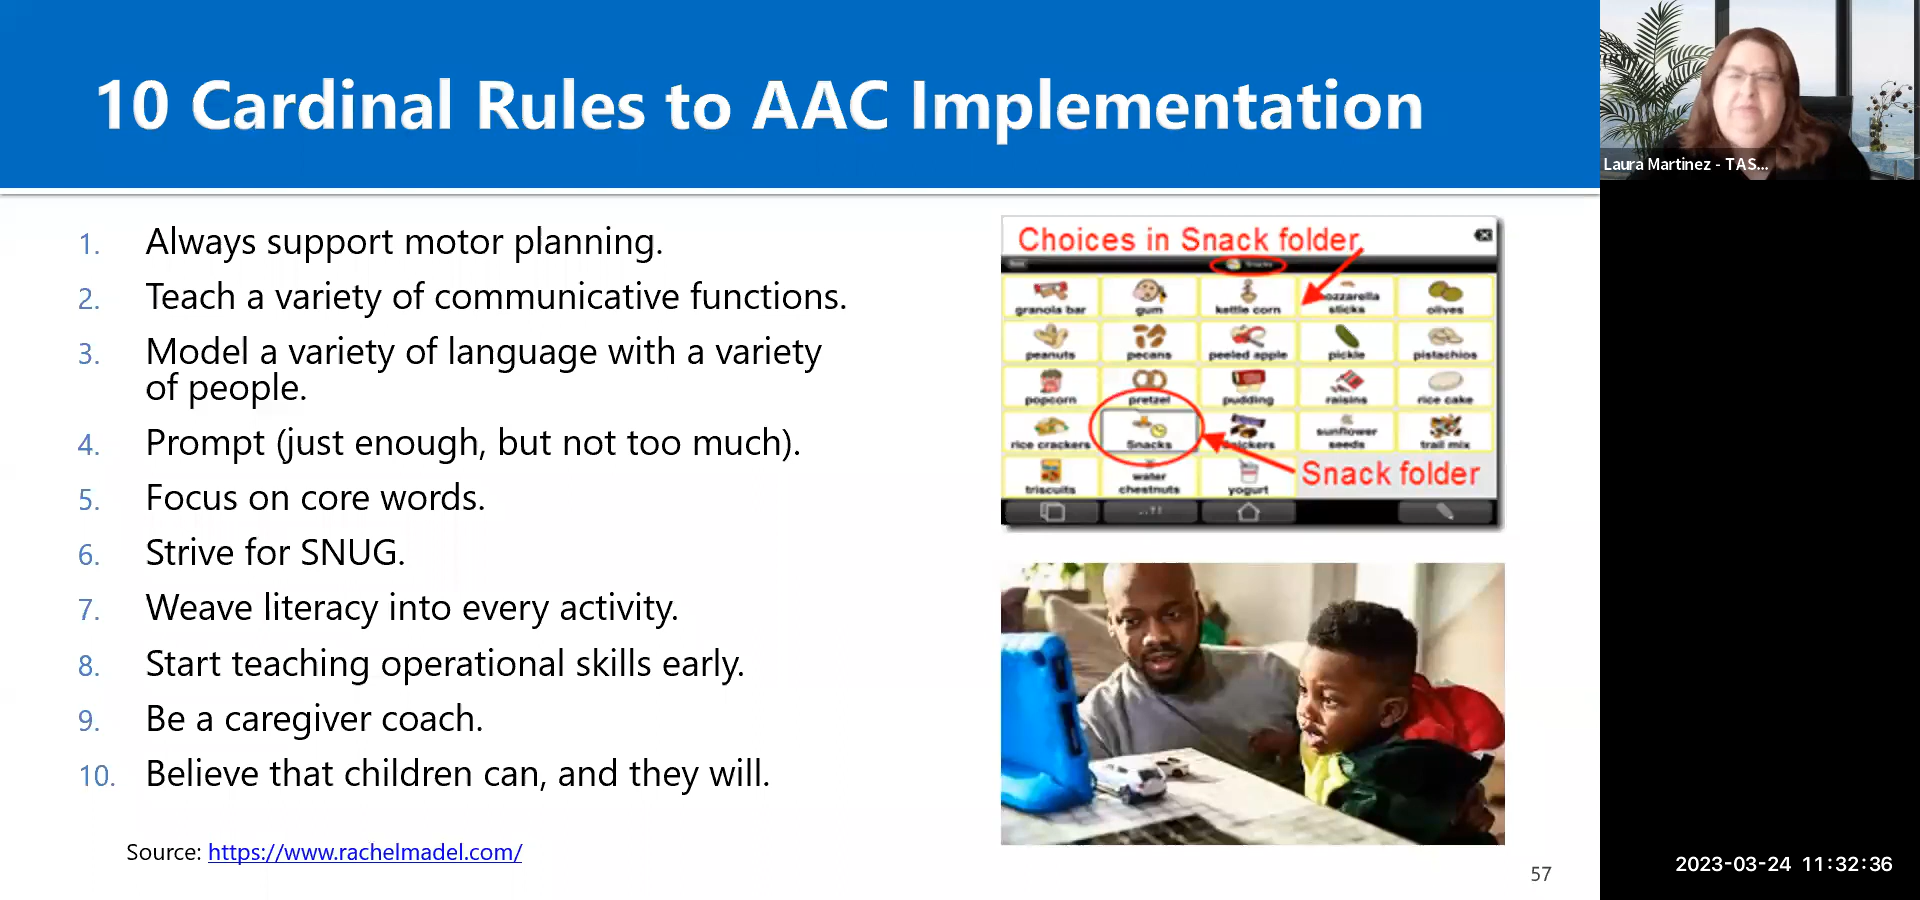 10 Cardinal Rules to AAC Implementation
Laura Martinez - TAS...
1. Always support motor planning.
2. Teach a variety of communicative functions.
3. Model a variety of language with a variety
of people.
4. Prompt (just enough, but not too much).
5. Focus on core words.
6. Strive for SNUG.
7. Weave literacy into every activity.
8. Start teaching operational skills early.
9. Be a caregiver coach.
10. Believe that children can, and they will.
Source: https://www.rachelmadel.com/
Choices in Snack folder
Snacks
granola bar gum kettle corn sticks olives
peanuts pecans peeled apple pickle pistachios
popcorn pretzel pudding raisins rice cake
rice crackers Snacks sunflower seeds trail mix
Snack folder
triscuits water chestnuts yogurt
57
2023-03-24 11:32:36